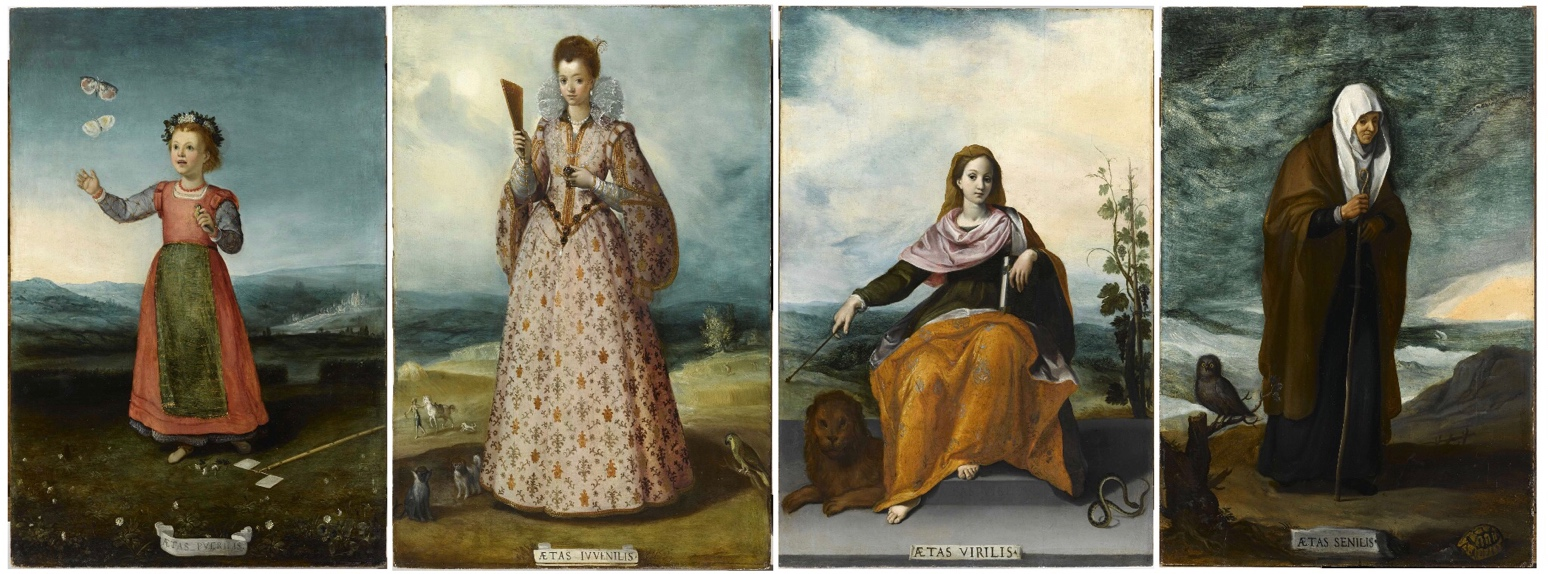 ÆTAS PVERILIS
ÆTAS IVVENILIS·
ÆTAS VIRILIS·
ÆTAS SENILIS·